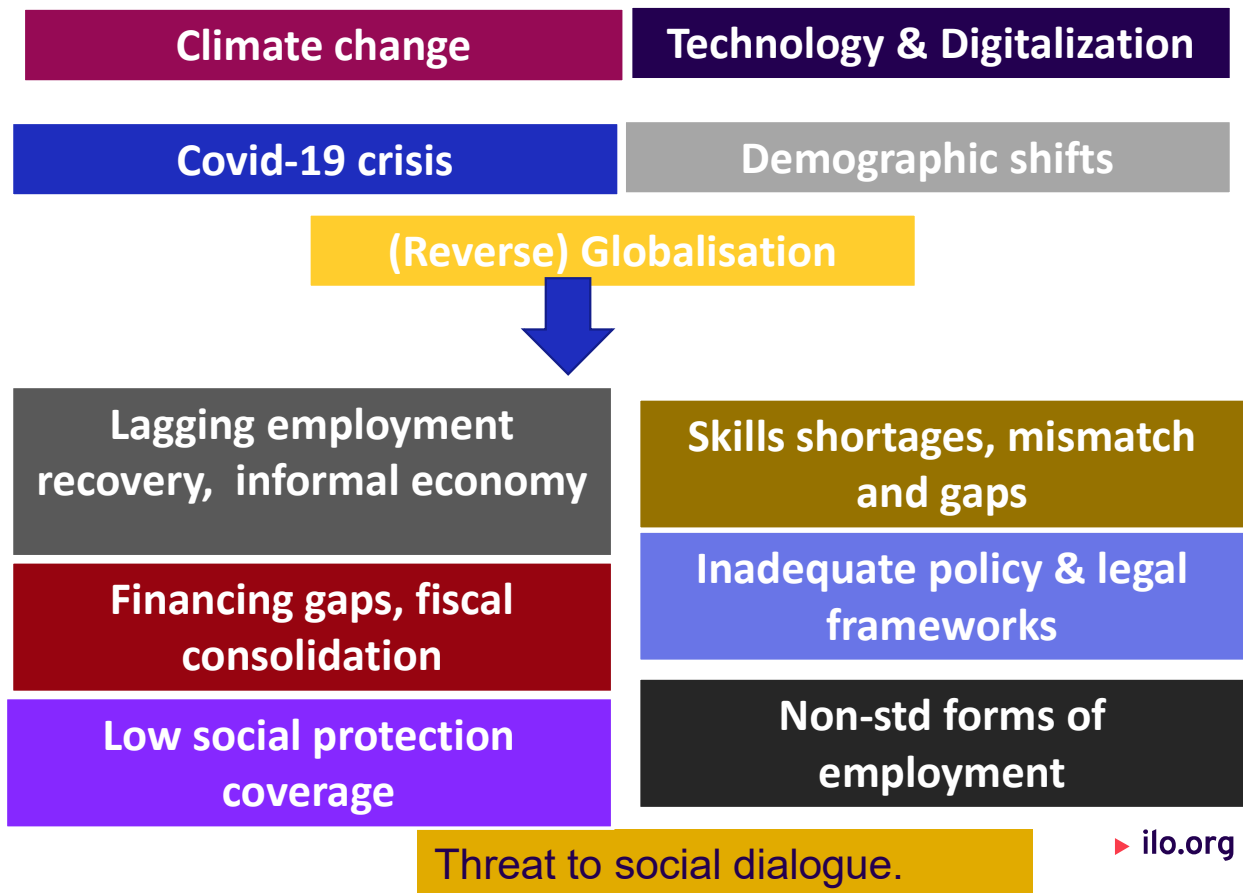 Climate change
Technology & Digitalization
Covid-19 crisis
Demographic shifts
(Reverse) Globalisation
Lagging employment
recovery,  informal economy
Skills shortages, mismatch
and gaps
Financing gaps, fiscal
consolidation
Inadequate policy & legal
frameworks
Low social protection
coverage
Non-std forms of
employment
Threat to social dialogue.
ilo.org